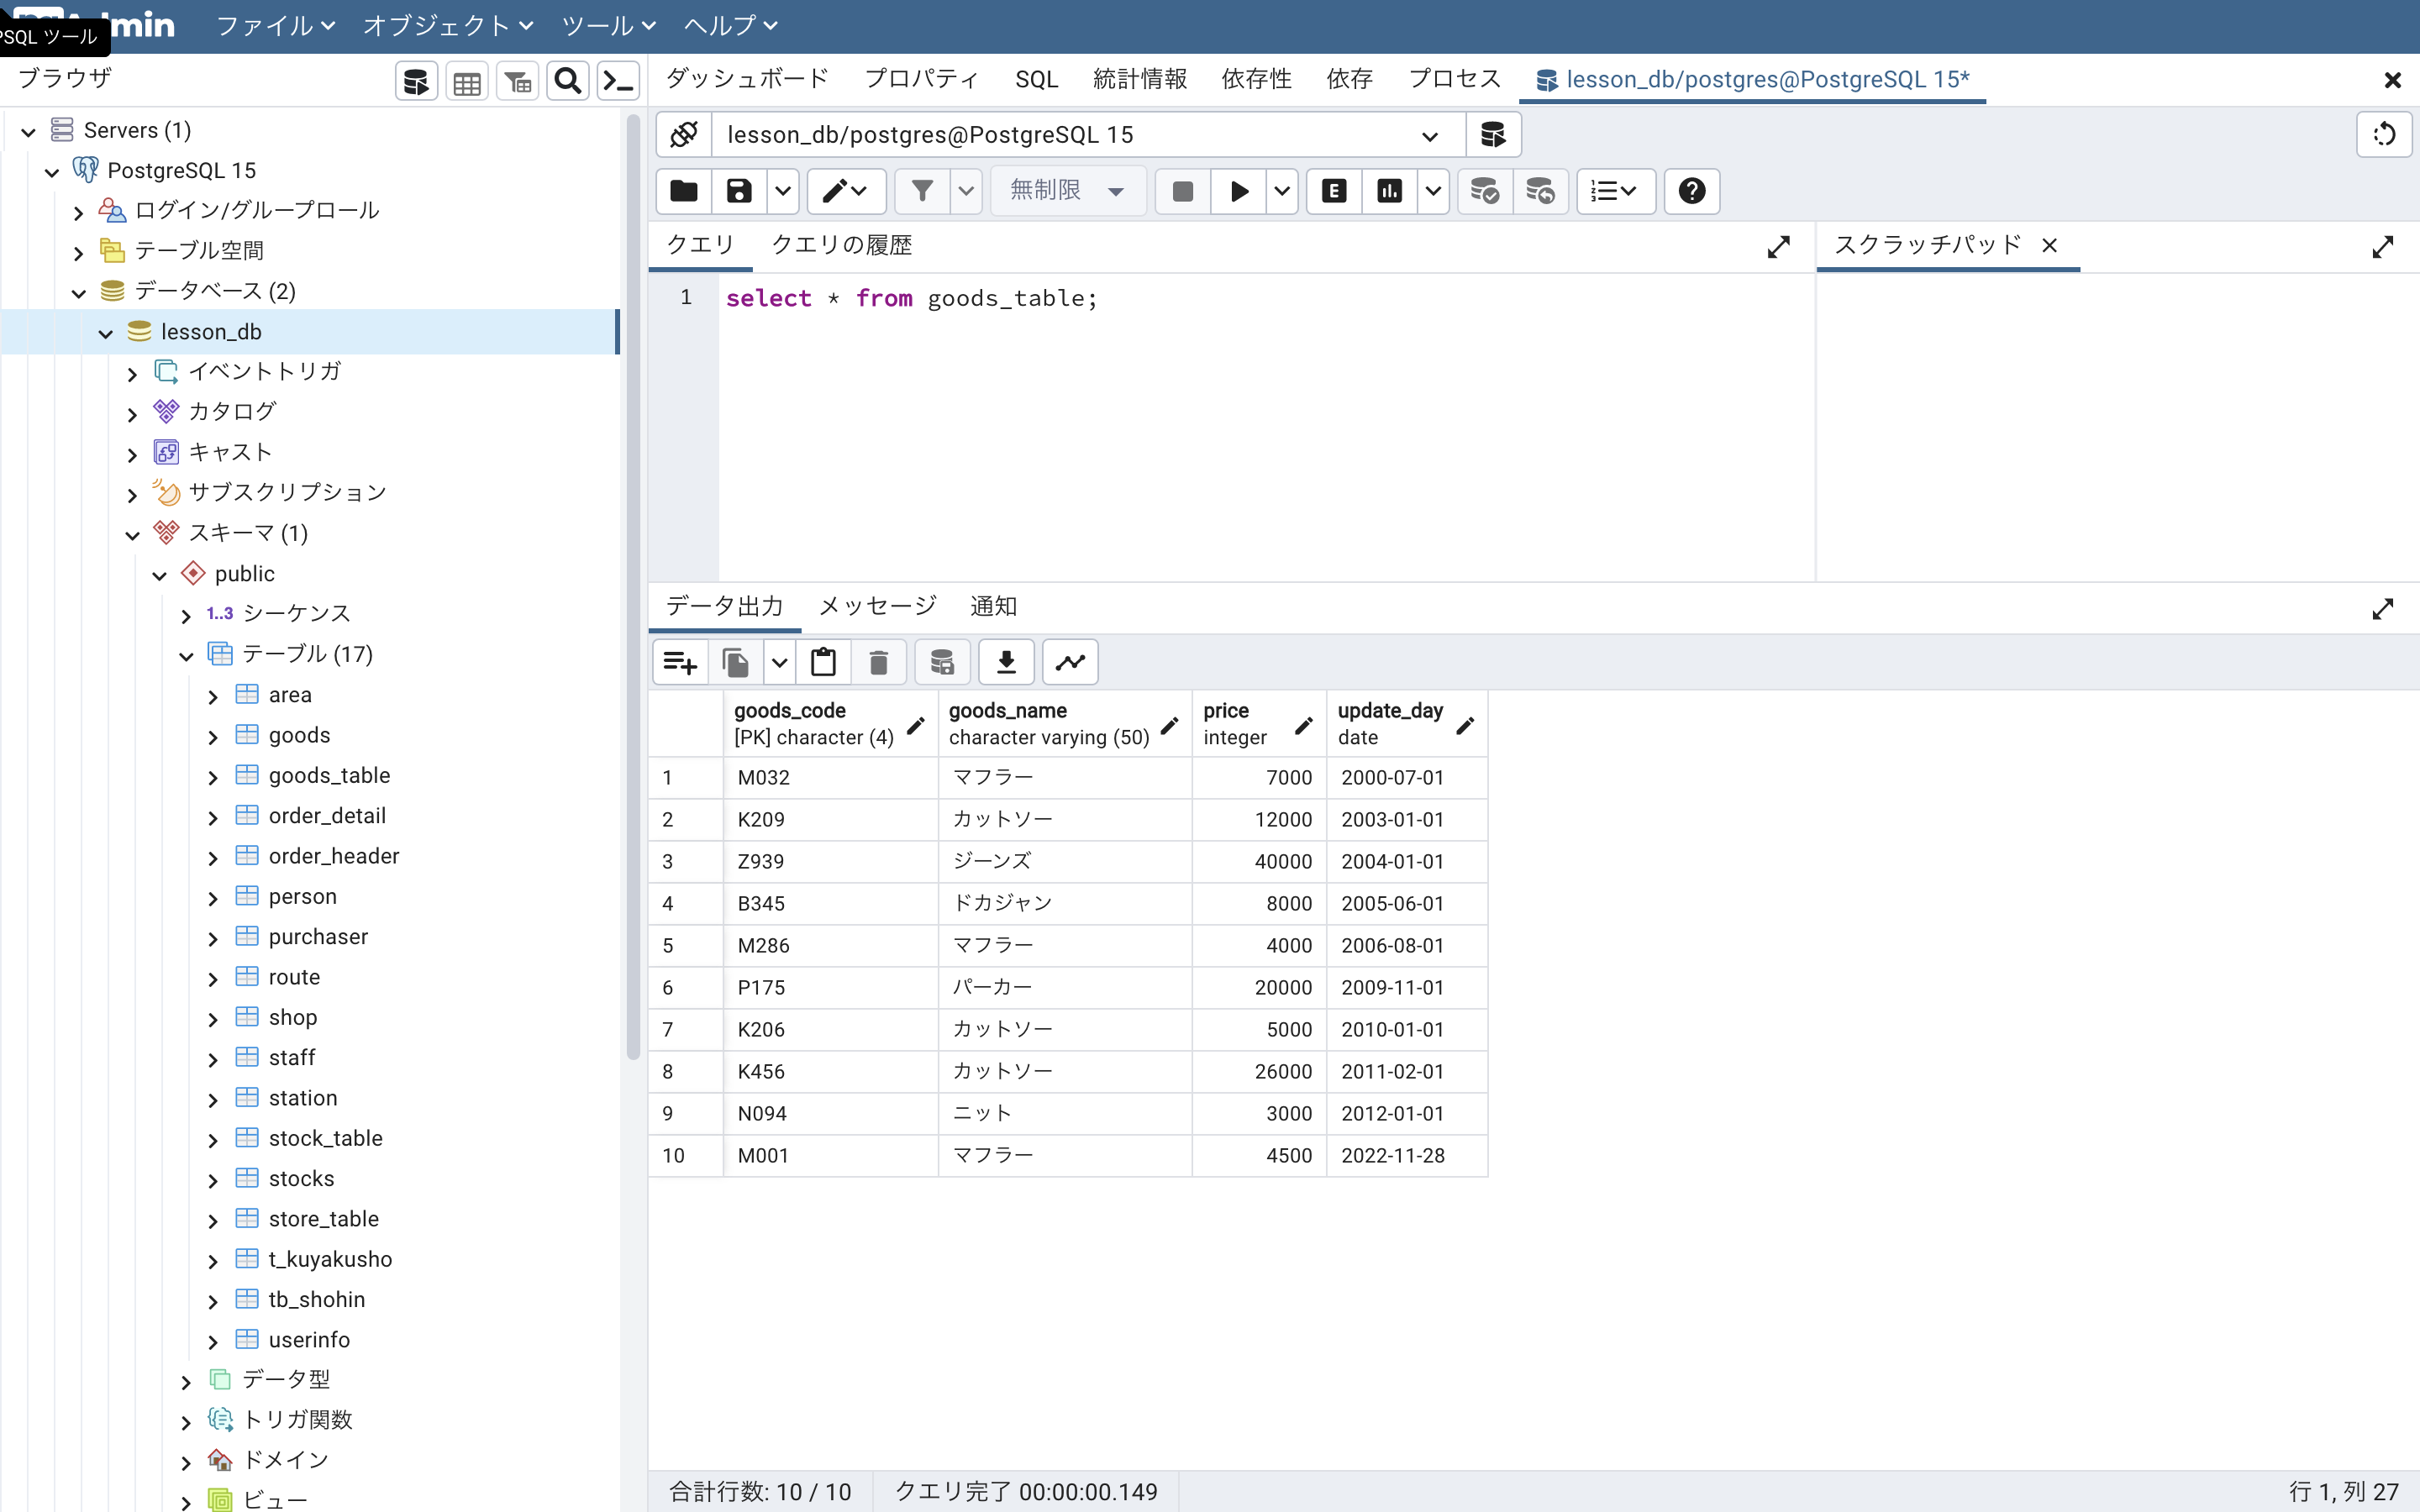 Admin ファイル オブジェクト ツール ヘルプ
PSQL ツール
ブラウザ
Servers (1)
PostgreSQL 15
ログイン/グループロール
テーブル空間
データベース (2)
lesson_db
イベントトリガ
カタログ
キャスト
サブスクリプション
スキーマ (1)
public
1..3 シーケンス
テーブル (17)
area
goods
goods_table
order_detail
order_header
person
purchaser
route
shop
staff
station
stock_table
stocks
store_table
t_kuyakusho
tb_shohin
userinfo
データ型
トリガ関数
ドメイン
ビュー
ダッシュボード プロパティ SQL 統計情報 依存性 依存 プロセス lesson_db/postgres@PostgreSQL 15*
lesson_db/postgres@PostgreSQL 15
無制限 E
クエリ クエリの履歴 スクラッチパッド
1 select * from goods_table;
データ出力 メッセージ 通知
goods_code goods_name price update_day
[PK] character (4) character varying (50) integer date
1 M032 マフラー 7000 2000-07-01
2 K209 カットソー 12000 2003-01-01
3 Z939 ジーンズ 40000 2004-01-01
4 B345 ドカジャン 8000 2005-06-01
5 M286 マフラー 4000 2006-08-01
6 P175 パーカー 20000 2009-11-01
7 K206 カットソー 5000 2010-01-01
8 K456 カットソー 26000 2011-02-01
9 N094 ニット 3000 2012-01-01
10 M001 マフラー 4500 2022-11-28
合計行数: 10 / 10 クエリ完了 00:00:00.149 行 1, 列 27